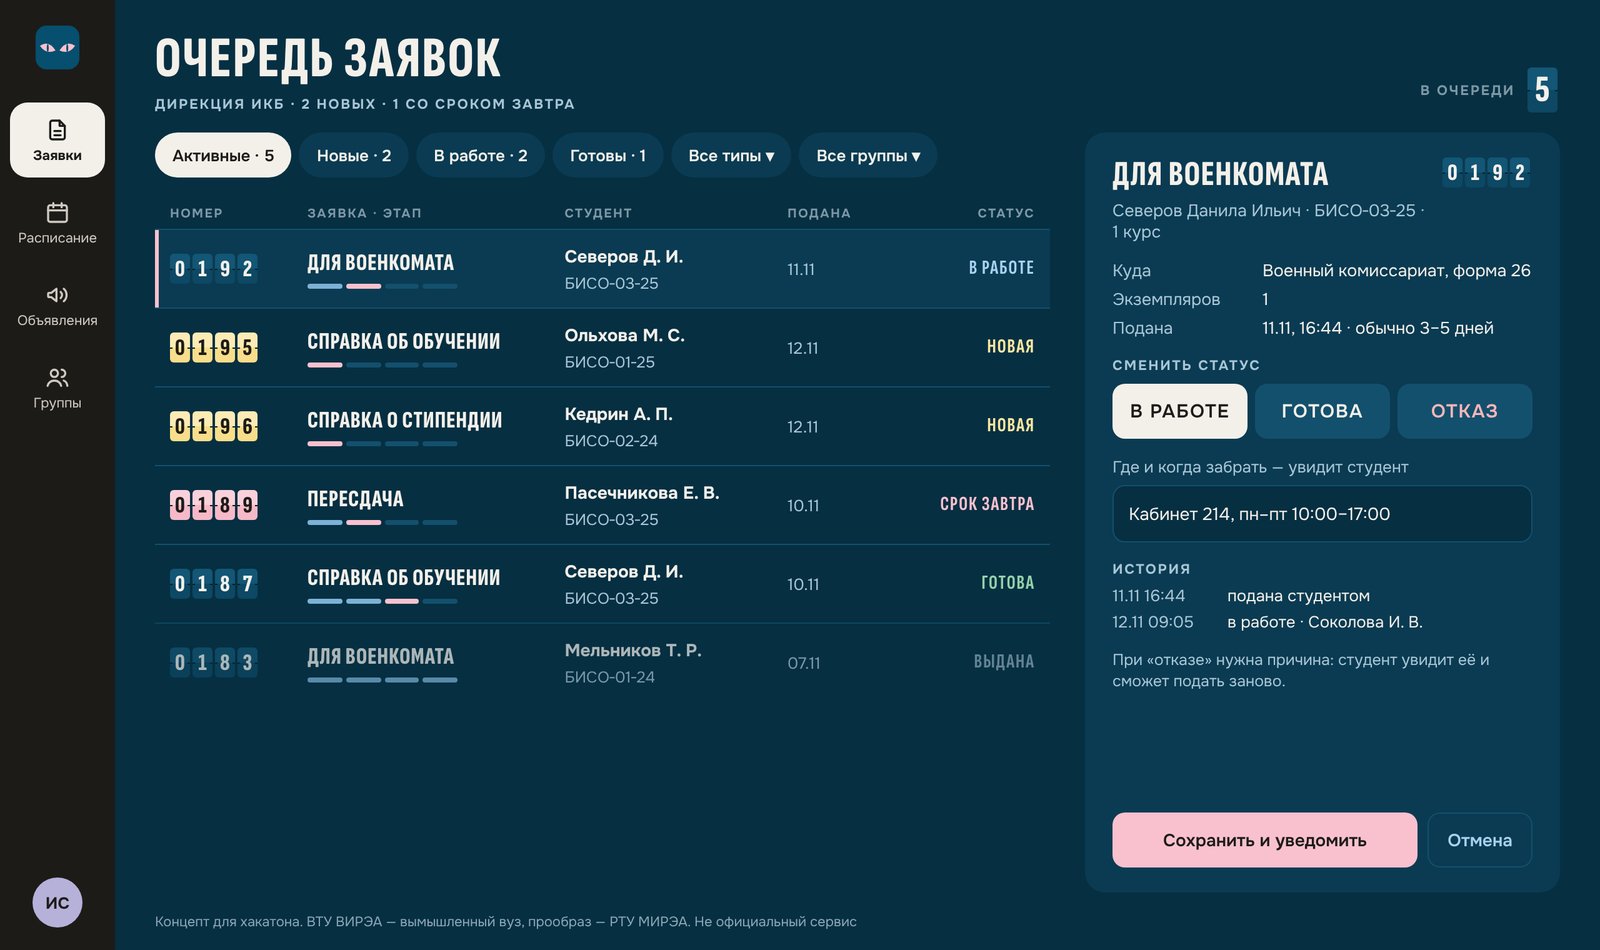 Заявки
Расписание
Объявления
Группы
ИС
ОЧЕРЕДЬ ЗАЯВОК
ДИРЕКЦИЯ ИКБ · 2 НОВЫХ · 1 СО СРОКОМ ЗАВТРА
В ОЧЕРЕДИ 5
Активные · 5 Новые · 2 В работе · 2 Готовы · 1 Все типы ▾ Все группы ▾
НОМЕР ЗАЯВКА · ЭТАП СТУДЕНТ ПОДАНА СТАТУС
0192 ДЛЯ ВОЕНКОМАТА Северов Д. И. 11.11 В РАБОТЕ
БИСО-03-25
0195 СПРАВКА ОБ ОБУЧЕНИИ Ольхова М. С. 12.11 НОВАЯ
БИСО-01-25
0196 СПРАВКА О СТИПЕНДИИ Кедрин А. П. 12.11 НОВАЯ
БИСО-02-24
0189 ПЕРЕСДАЧА Пасечникова Е. В. 10.11 СРОК ЗАВТРА
БИСО-03-25
0187 СПРАВКА ОБ ОБУЧЕНИИ Северов Д. И. 10.11 ГОТОВА
БИСО-03-25
0183 ДЛЯ ВОЕНКОМАТА Мельников Т. Р. 07.11 ВЫДАНА
БИСО-01-24
ДЛЯ ВОЕНКОМАТА 0192
Северов Данила Ильич · БИСО-03-25 ·
1 курс
Куда Военный комиссариат, форма 26
Экземпляров 1
Подана 11.11, 16:44 · обычно 3–5 дней
СМЕНИТЬ СТАТУС
В РАБОТЕ ГОТОВА ОТКАЗ
Где и когда забрать — увидит студент
Кабинет 214, пн–пт 10:00–17:00
ИСТОРИЯ
11.11 16:44 подана студентом
12.11 09:05 в работе · Соколова И. В.
При «отказе» нужна причина: студент увидит её и
сможет подать заново.
Сохранить и уведомить Отмена
Концепт для хакатона. ВТУ ВИРЭА — вымышленный вуз, прообраз — РТУ МИРЭА. Не официальный сервис